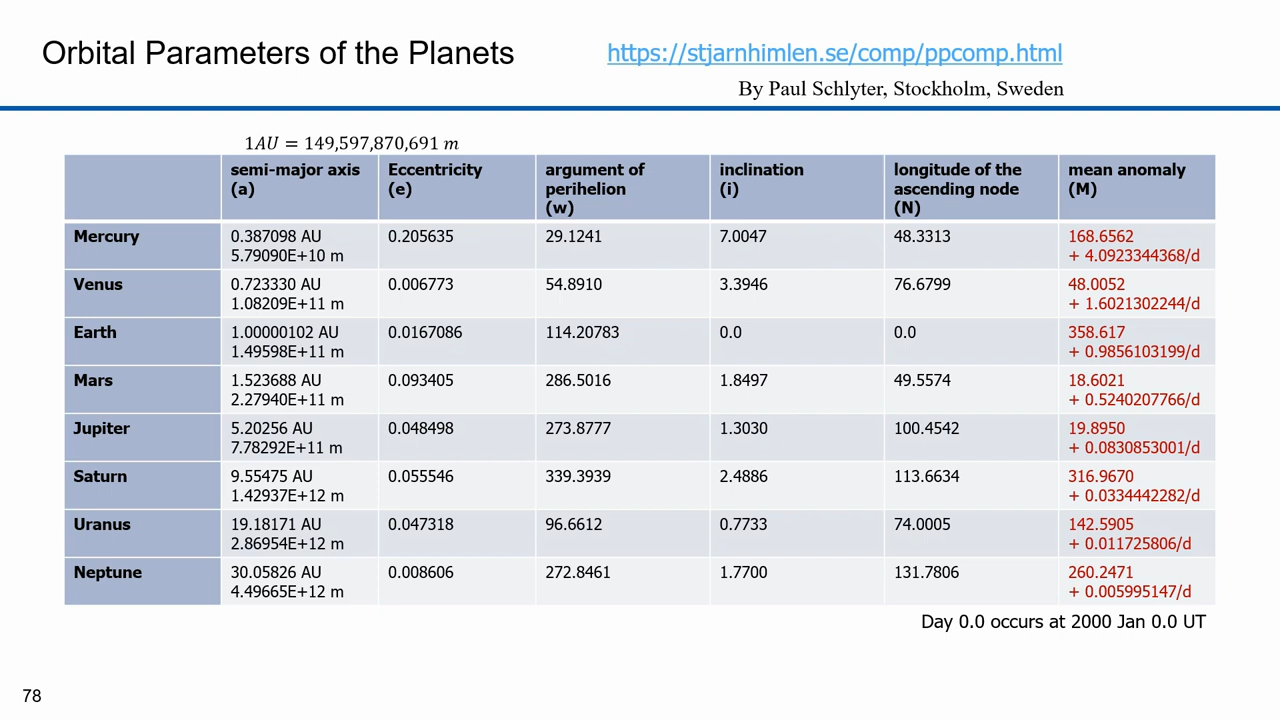 Orbital Parameters of the Planets
https://stjarnhimlen.se/comp/ppcomp.html
By Paul Schlyter, Stockholm, Sweden
1AU = 149,597,870,691 m
semi-major axis (a)
Eccentricity (e)
argument of perihelion (w)
inclination (i)
longitude of the ascending node (N)
mean anomaly (M)
Mercury
0.387098 AU
5.79090E+10 m
0.205635
29.1241
7.0047
48.3313
168.6562
+ 4.0923344368/d
Venus
0.723330 AU
1.08209E+11 m
0.006773
54.8910
3.3946
76.6799
48.0052
+ 1.6021302244/d
Earth
1.00000102 AU
1.49598E+11 m
0.0167086
114.20783
0.0
0.0
358.617
+ 0.9856103199/d
Mars
1.523688 AU
2.27940E+11 m
0.093405
286.5016
1.8497
49.5574
18.6021
+ 0.5240207766/d
Jupiter
5.20256 AU
7.78292E+11 m
0.048498
273.8777
1.3030
100.4542
19.8950
+ 0.0830853001/d
Saturn
9.55475 AU
1.42937E+12 m
0.055546
339.3939
2.4886
113.6634
316.9670
+ 0.0334442282/d
Uranus
19.18171 AU
2.86954E+12 m
0.047318
96.6612
0.7733
74.0005
142.5905
+ 0.011725806/d
Neptune
30.05826 AU
4.49665E+12 m
0.008606
272.8461
1.7700
131.7806
260.2471
+ 0.005995147/d
Day 0.0 occurs at 2000 Jan 0.0 UT
78